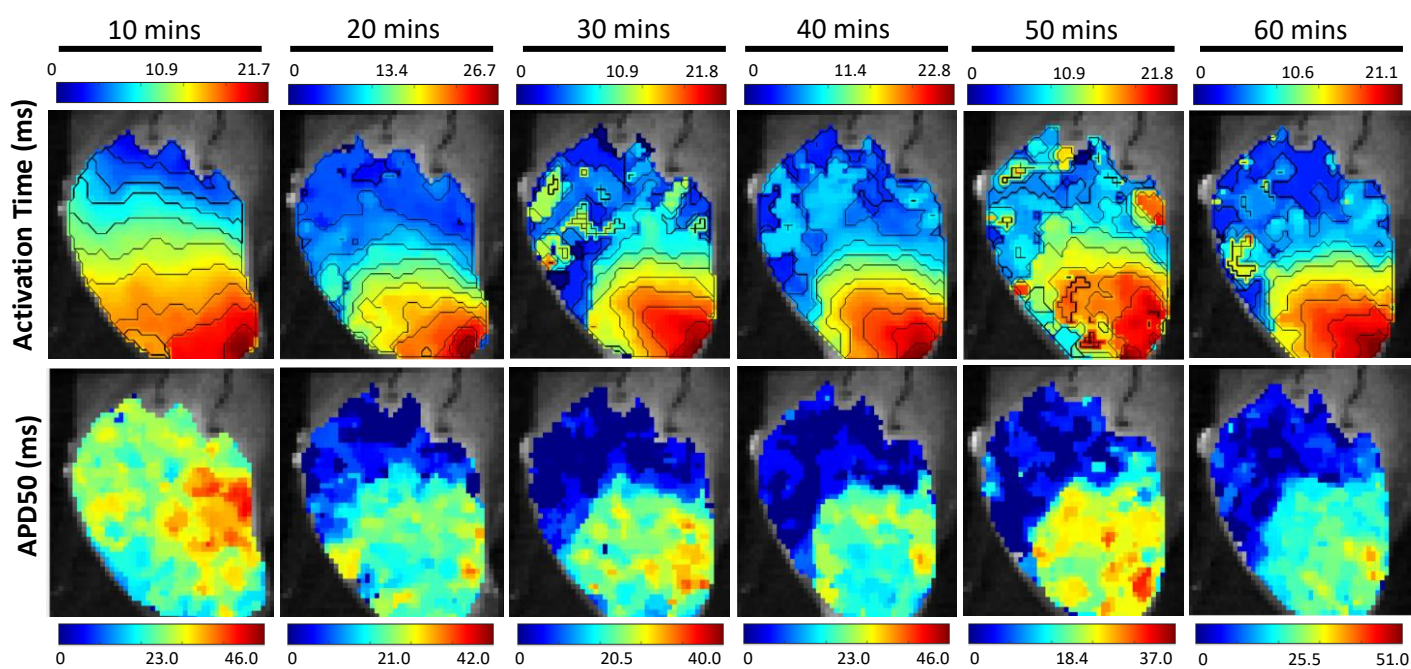 10 mins 20 mins 30 mins 40 mins 50 mins 60 mins
0 10.9 21.7 0 13.4 26.7 0 10.9 21.8 0 11.4 22.8 0 10.9 21.8 0 10.6 21.1
Activation Time (ms)
APD50 (ms)
0 23.0 46.0 0 21.0 42.0 0 20.5 40.0 0 23.0 46.0 0 18.4 37.0 0 25.5 51.0